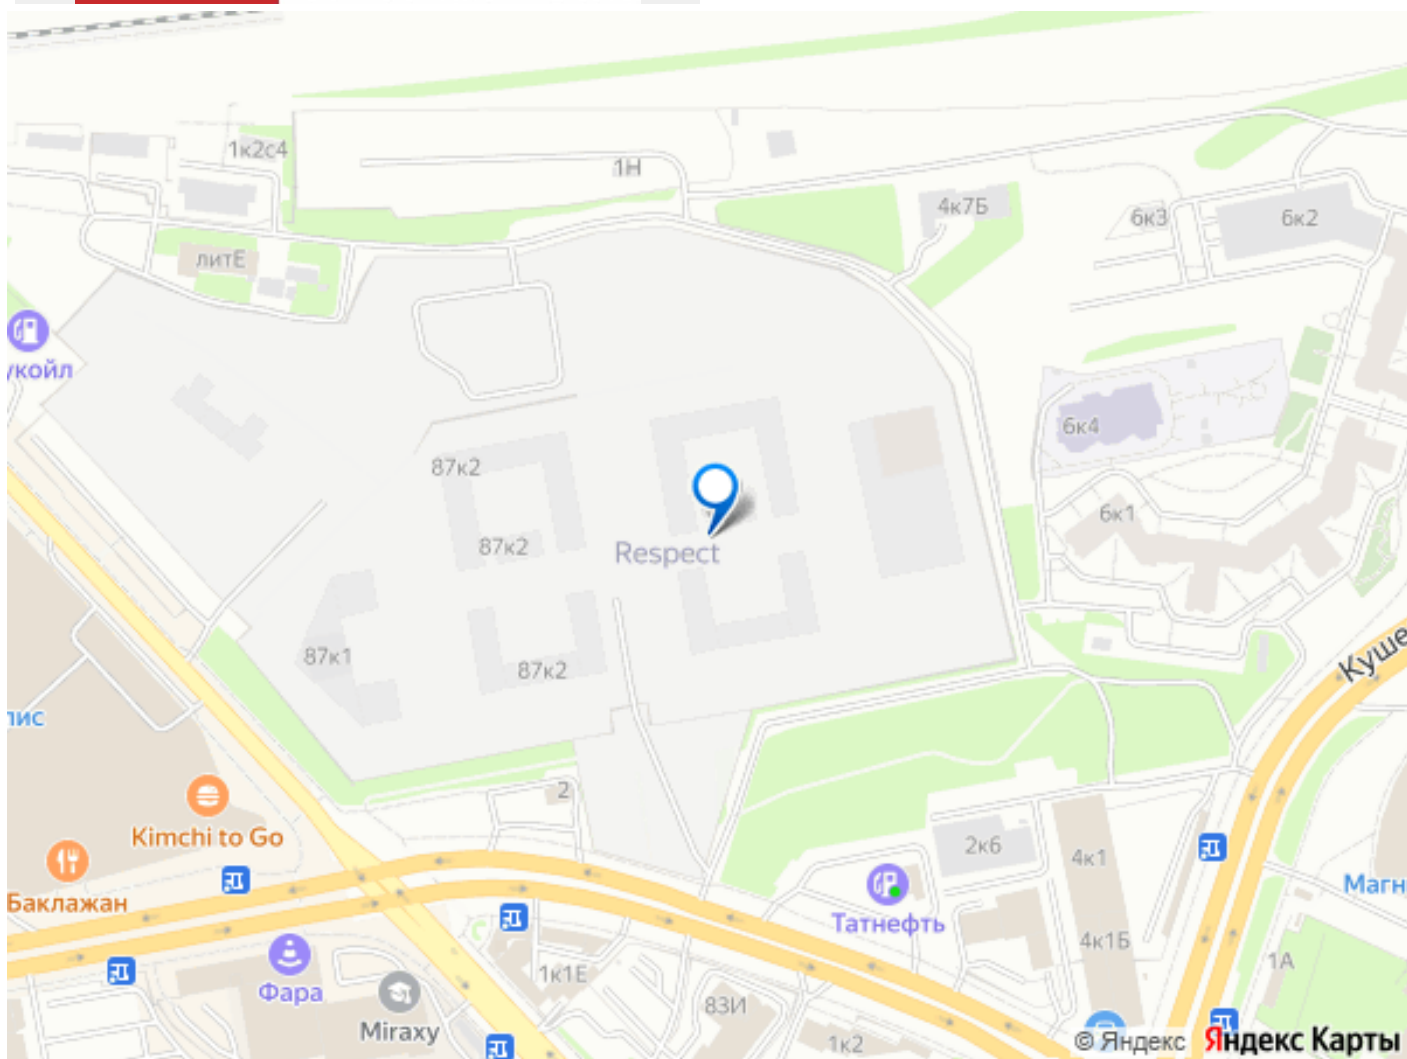 1к2с4
1Н
4к7Б
6к3
6к2
литЕ
укойл
6к4
87к2
6к1
87к2
Respect
87к1
87к2
Куше
лис
2
Kimchi to Go
2к6
4к1
Баклажан
Магн
Татнефть
4к1Б
1к1Е
1А
Фара
83И
Miraxy
1к2
© Яндекс Яндекс Карты